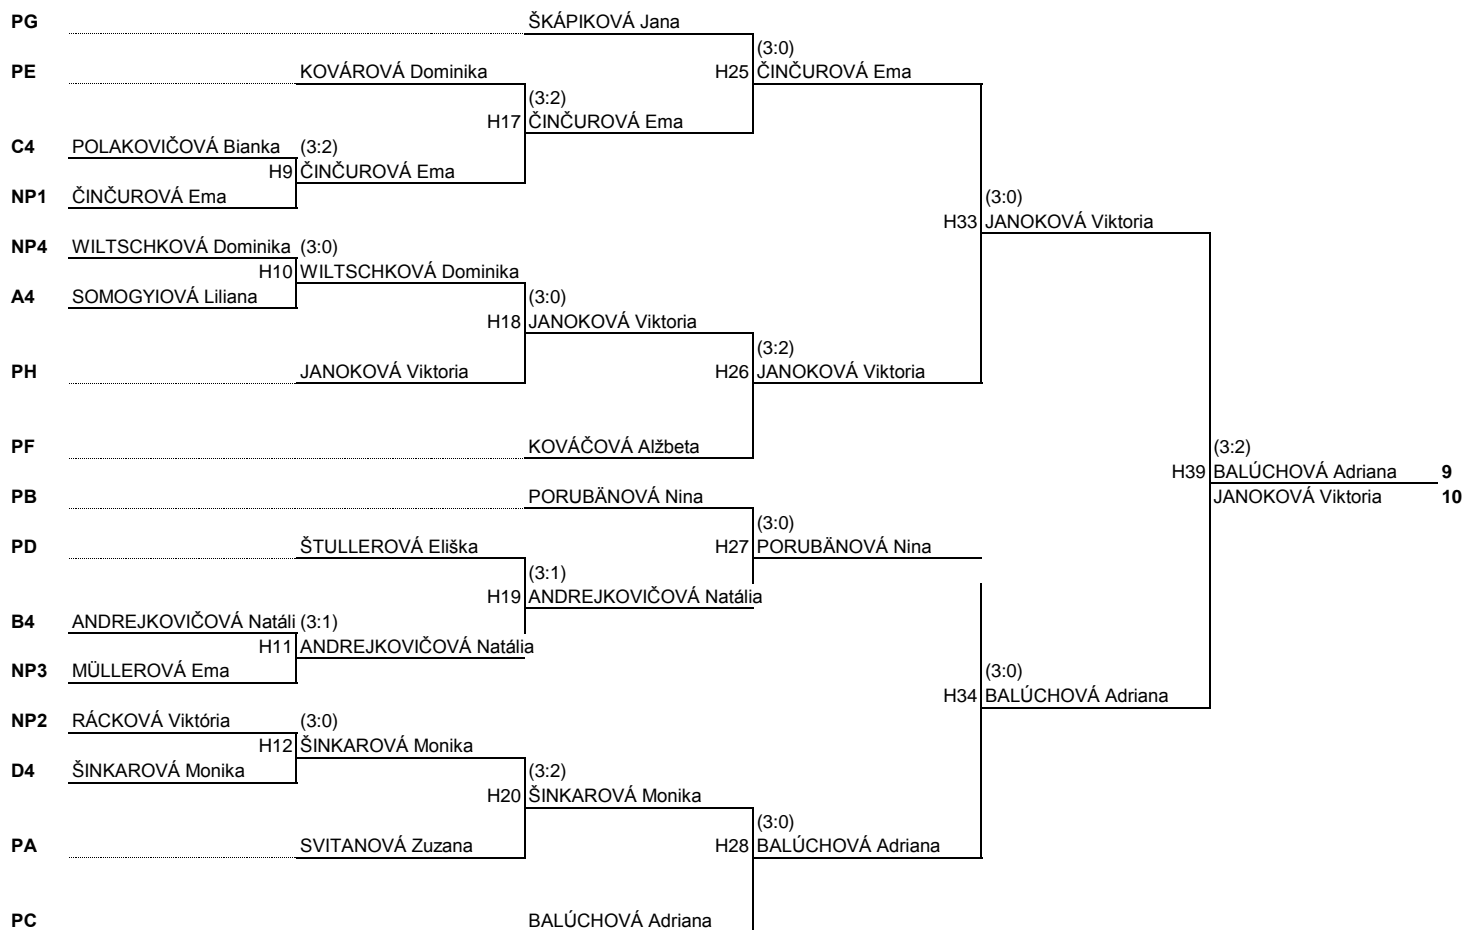 PG ŠKÁPIKOVÁ Jana
(3:0)
PE KOVÁROVÁ Dominika H25 ČINČUROVÁ Ema
(3:2)
H17 ČINČUROVÁ Ema
C4 POLAKOVIČOVÁ Bianka (3:2)
H9 ČINČUROVÁ Ema
NP1 ČINČUROVÁ Ema (3:0)
H33 JANOKOVÁ Viktoria
NP4 WILTSCHKOVÁ Dominika (3:0)
H10 WILTSCHKOVÁ Dominika
A4 SOMOGYIOVÁ Liliana (3:0)
H18 JANOKOVÁ Viktoria
(3:2)
PH JANOKOVÁ Viktoria H26 JANOKOVÁ Viktoria
PF KOVÁČOVÁ Alžbeta (3:2)
H39 BALÚCHOVÁ Adriana 9
PB PORUBÄNOVÁ Nina JANOKOVÁ Viktoria 10
(3:0)
PD ŠTULLEROVÁ Eliška H27 PORUBÄNOVÁ Nina
(3:1)
H19 ANDREJKOVIČOVÁ Natália
B4 ANDREJKOVIČOVÁ Natáli (3:1)
H11 ANDREJKOVIČOVÁ Natália
NP3 MÜLLEROVÁ Ema (3:0)
H34 BALÚCHOVÁ Adriana
NP2 RÁCKOVÁ Viktória (3:0)
H12 ŠINKAROVÁ Monika
D4 ŠINKAROVÁ Monika (3:2)
H20 ŠINKAROVÁ Monika
(3:0)
PA SVITANOVÁ Zuzana H28 BALÚCHOVÁ Adriana
PC BALÚCHOVÁ Adriana